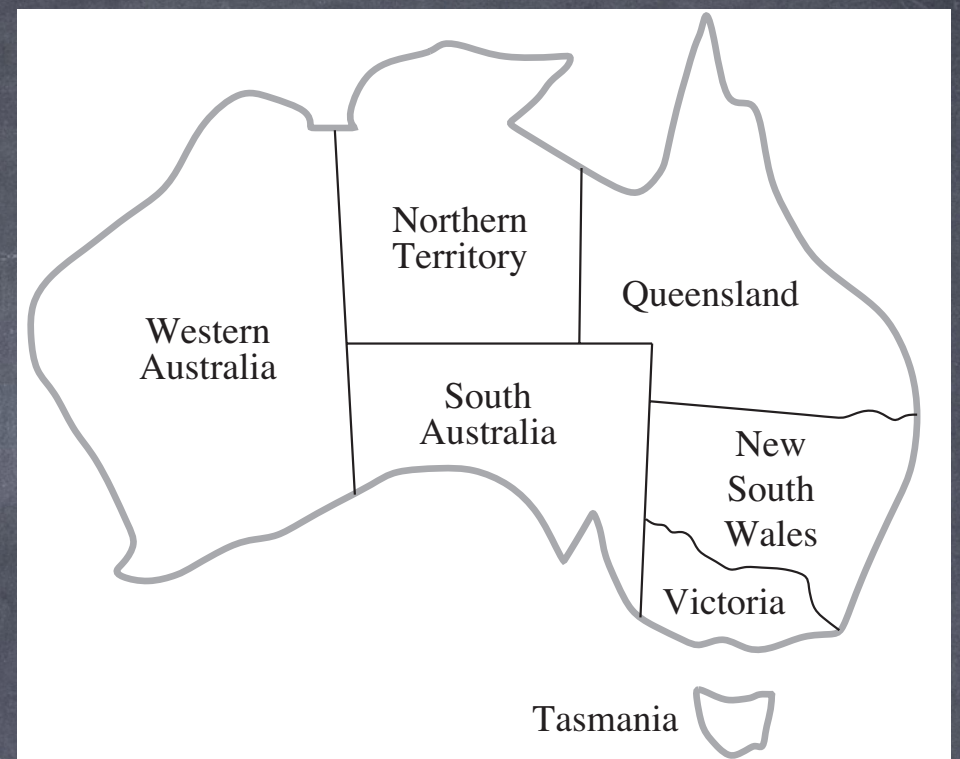 Northern
Territory
Queensland
Western
Australia
South
Australia
New
South
Wales
Victoria
Tasmania